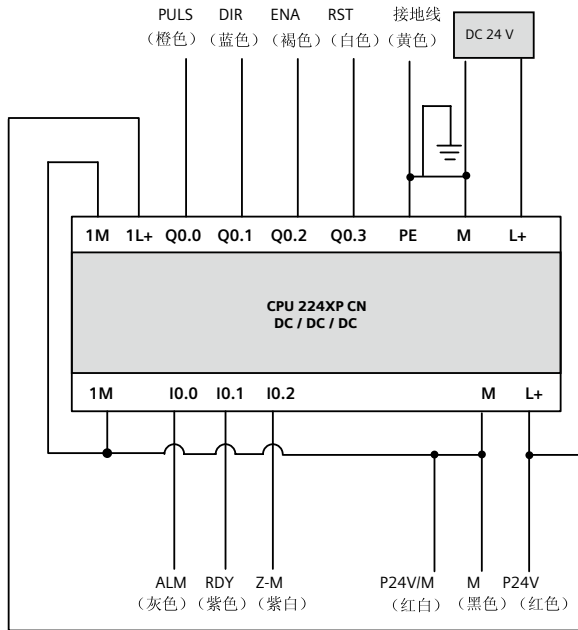 PULS DIR ENA RST 接地线
（橙色） （蓝色） （褐色） （白色） （黄色）
DC 24 V
1M 1L+ Q0.0 Q0.1 Q0.2 Q0.3 PE M L+
CPU 224XP CN
DC / DC / DC
1M I0.0 I0.1 I0.2 M L+
ALM RDY Z-M P24V/M M P24V
（灰色） （紫色） （紫白） （红白） （黑色） （红色）